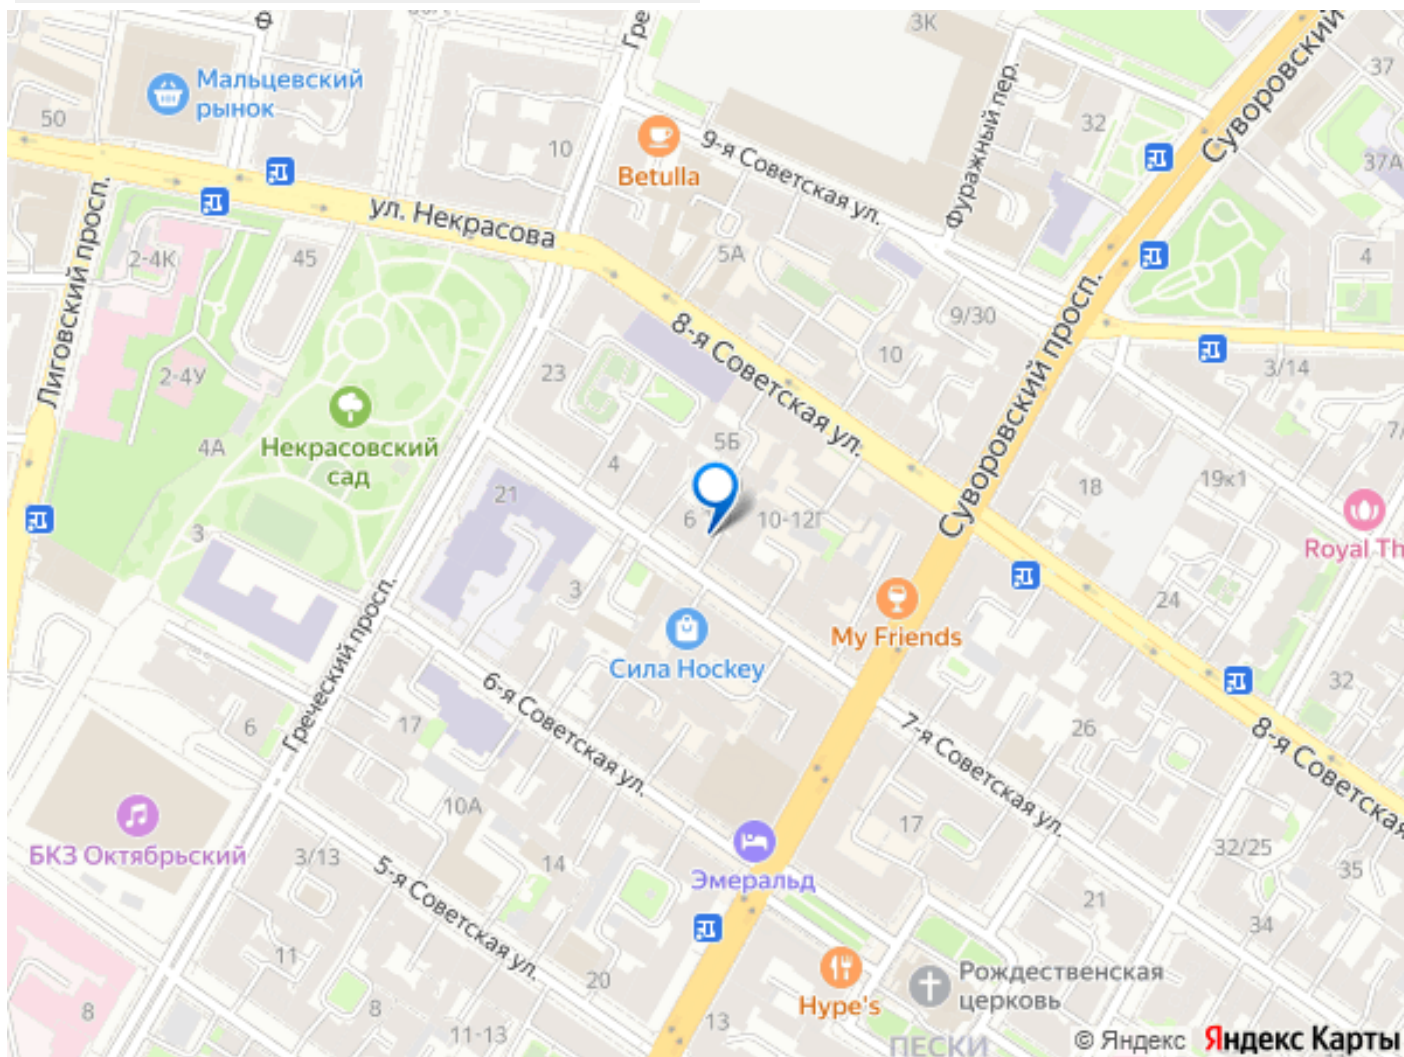 3К
Суворовский
37
Мальцевский
рынок
50
32
Фуражный пер.
10
Betulla
9-я Советская ул.
37А
ул. Некрасова
Лиговский просп.
2-4К
45
5А
4
Суворовский просп.
9/30
8-я Советская ул.
10
3/14
23
2-4У
4А
Некрасовский
сад
5Б
4
21
6
10-12Г
18
19к1
Royal Th
3
3
Сила Hockey
My Friends
24
Греческий просп.
6-я Советская ул.
32
6
17
7-я Советская ул.
26
8-я Советская
БКЗ Октябрьский
10А
3/13
14
5-я Советская ул.
Эмеральд
17
32/25
35
21
34
11
20
8
8
11-13
13
Hype's
Рождественская
церковь
ПЕСКИ
© Яндекс Яндекс Карты